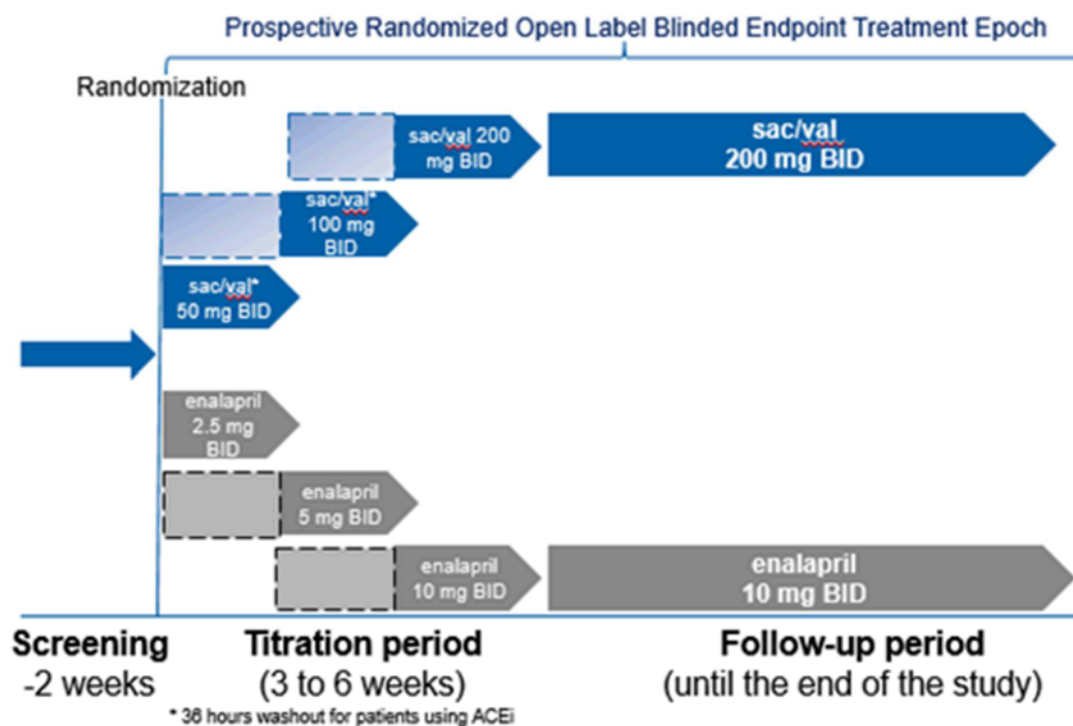 Prospective Randomized Open Label Blinded Endpoint Treatment Epoch
Randomization
sac/val 200
mg BID
sac/val
200 mg BID
sac/val*
100 mg
BID
sac/val*
50 mg BID
enalapril
2.5 mg
BID
enalapril
5 mg BID
enalapril
10 mg BID
enalapril
10 mg BID
Screening
-2 weeks
Titration period
(3 to 6 weeks)
Follow-up period
(until the end of the study)
* 36 hours washout for patients using ACEi